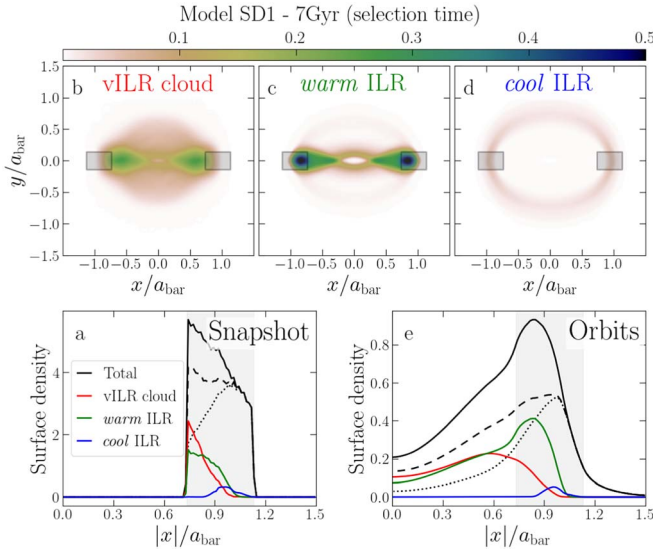 Model SD1 - 7Gyr (selection time)
0.1 0.2 0.3 0.4 0.5
b vILR cloud
c warm ILR
d cool ILR
y/a_bar
1.5
1.0
0.5
0.0
−0.5
−1.0
−1.5
−1.0 −0.5 0.0 0.5 1.0
−1.0 −0.5 0.0 0.5 1.0
−1.0 −0.5 0.0 0.5 1.0
x/a_bar
x/a_bar
x/a_bar
a Snapshot
Surface density
4
2
0
Total
vILR cloud
warm ILR
cool ILR
0.0 0.3 0.6 0.9 1.2 1.5
|x|/a_bar
e Orbits
Surface density
0.8
0.6
0.4
0.2
0.0
0.0 0.3 0.6 0.9 1.2 1.5
|x|/a_bar